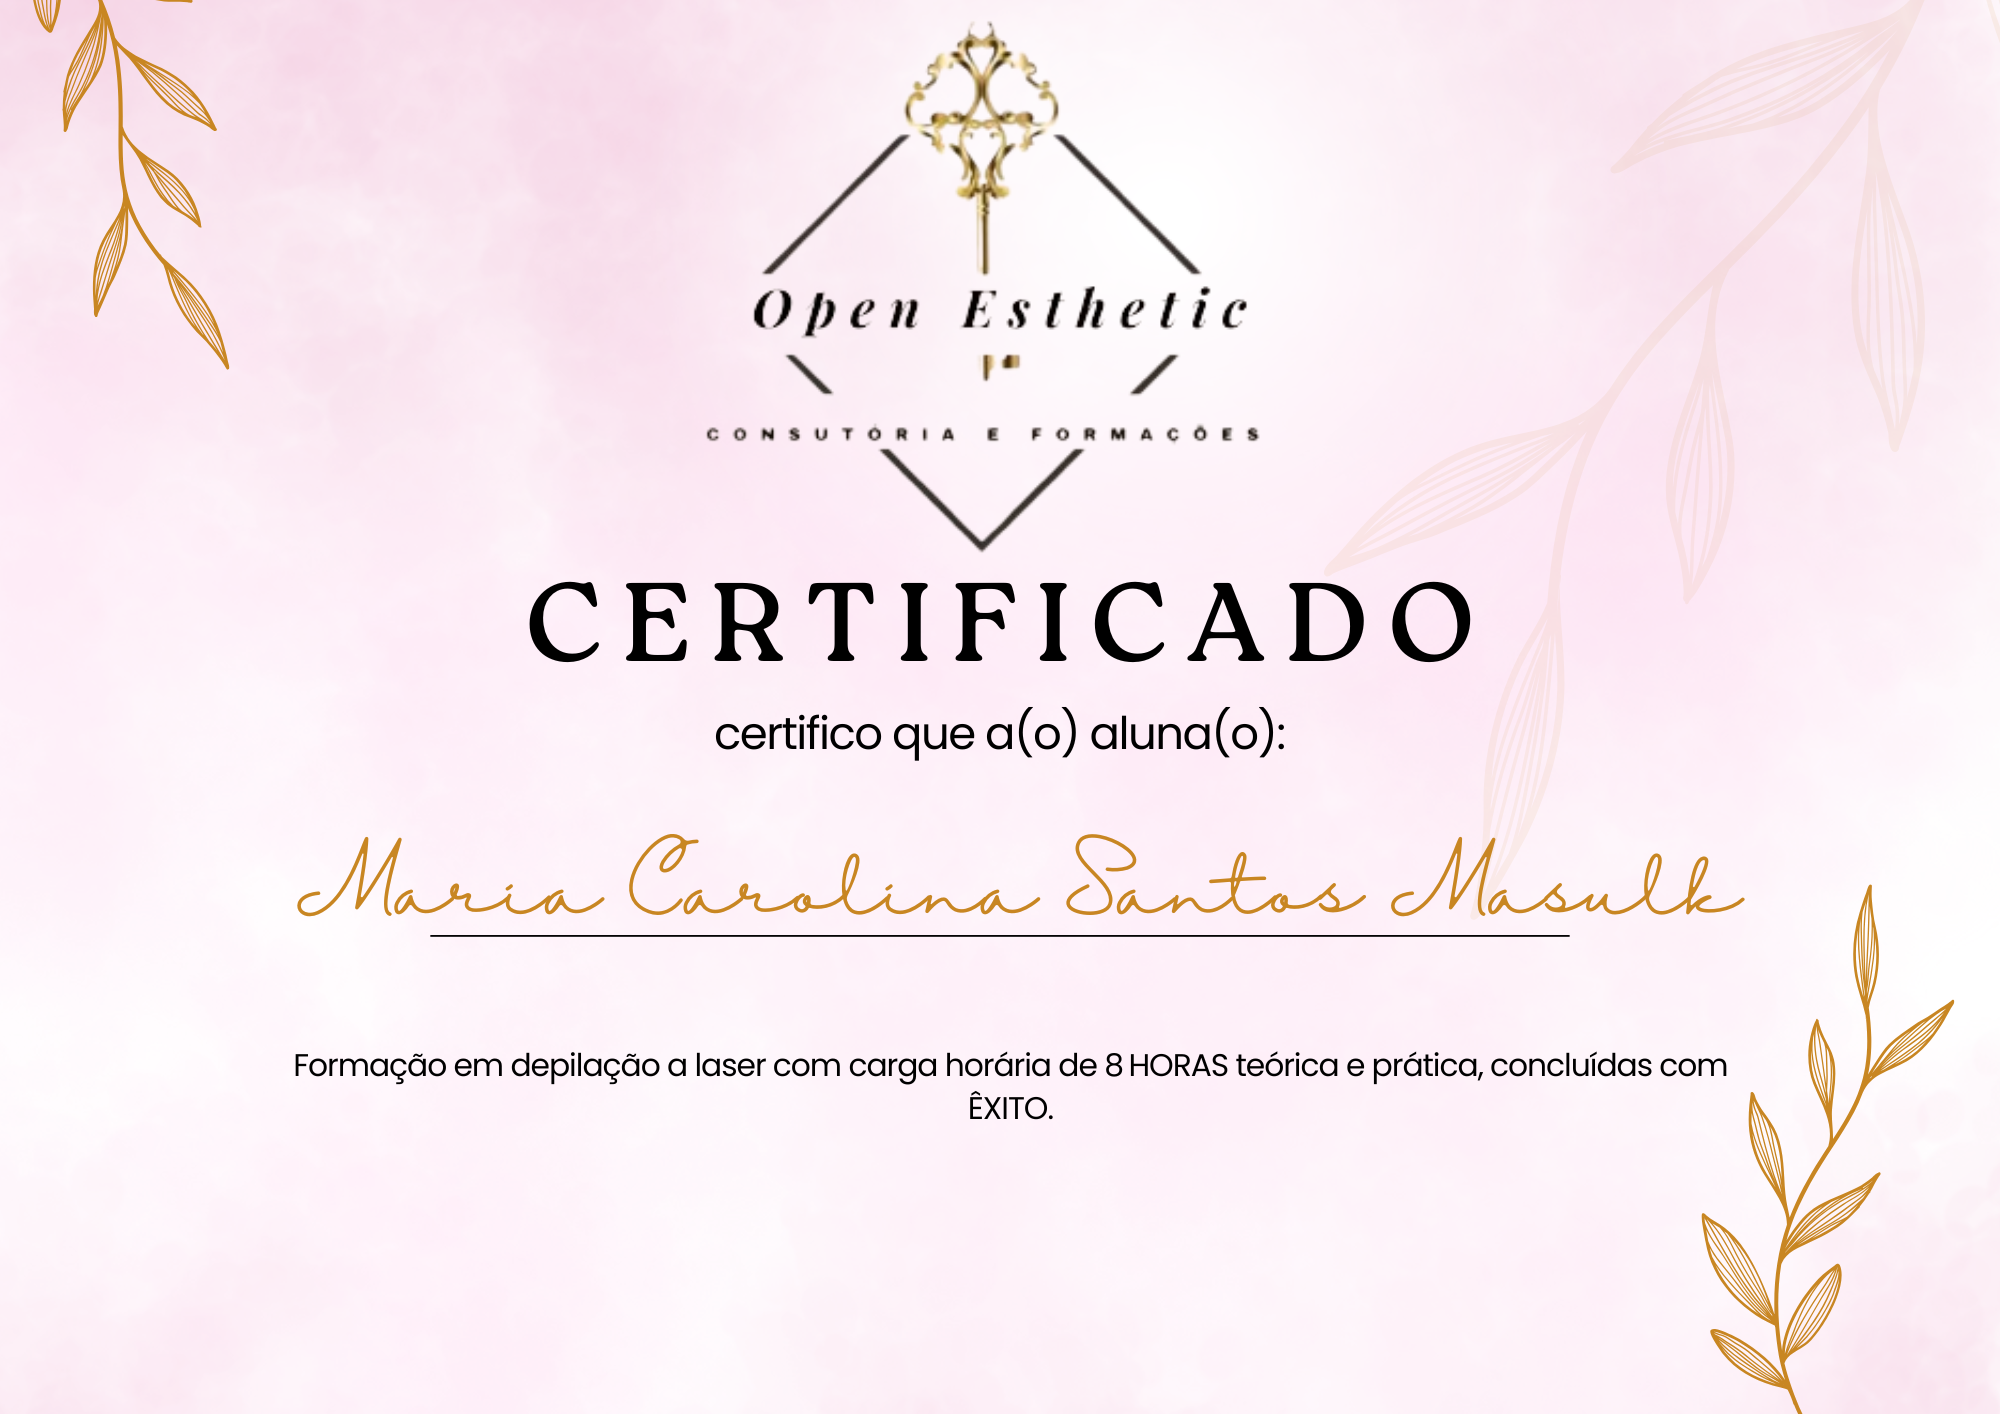 Open Esthetic
CONSUTÓRIA E FORMAÇÕES
CERTIFICADO
certifico que a(o) aluna(o):
Maria Carolina Santos Masulk
Formação em depilação a laser com carga horária de 8 HORAS teórica e prática, concluídas com
ÊXITO.